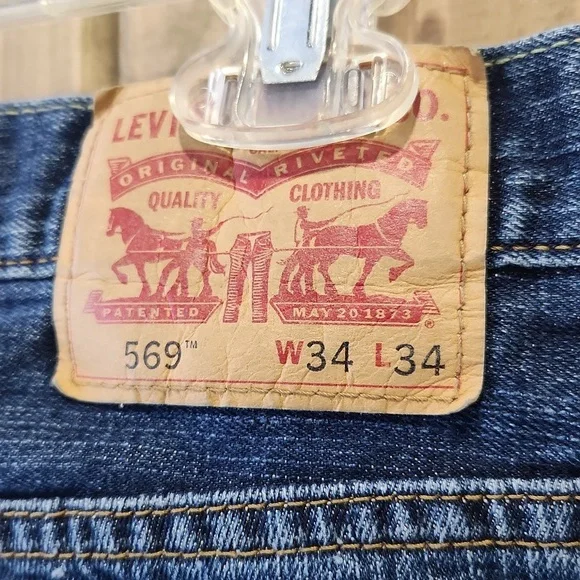 LEVI O.
ORIGINAL RIVETED
QUALITY CLOTHING
PATENTED MAY 20 1873 ®
569™ W34 L34